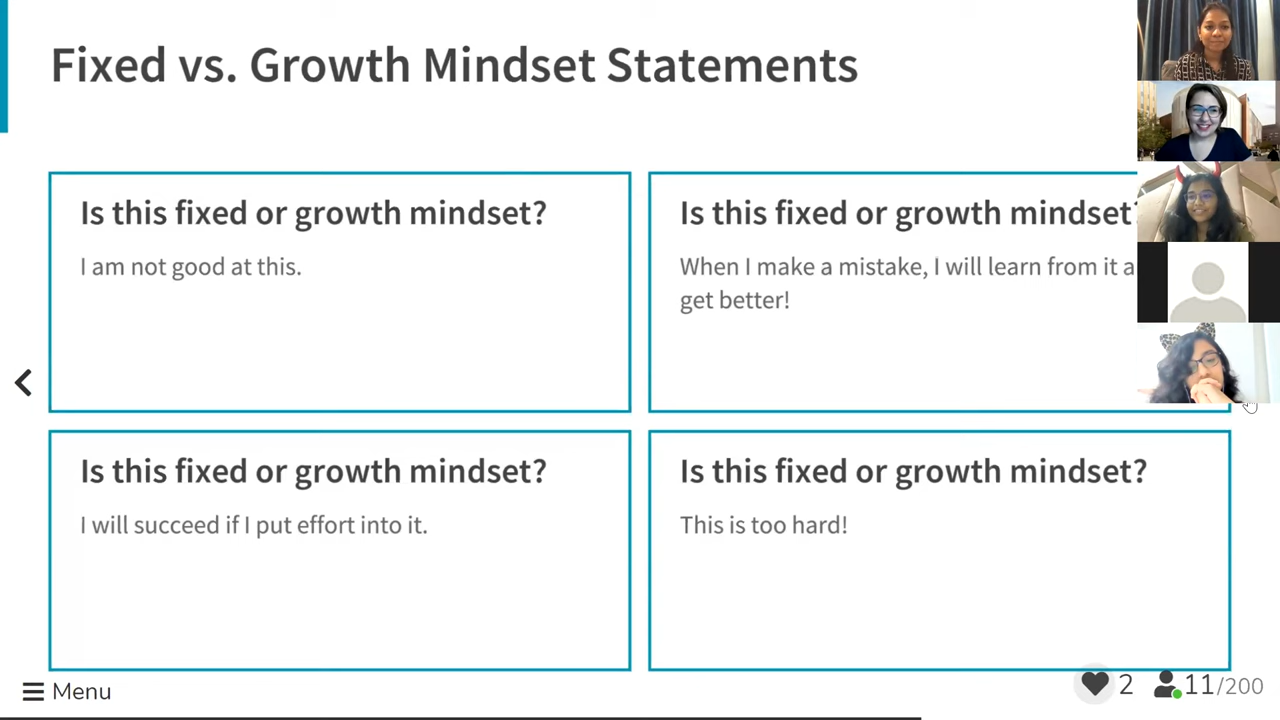 Fixed vs. Growth Mindset Statements
Is this fixed or growth mindset?
I am not good at this.
Is this fixed or growth mindset?
When I make a mistake, I will learn from it a
get better!
Is this fixed or growth mindset?
I will succeed if I put effort into it.
Is this fixed or growth mindset?
This is too hard!
Menu
2
11/200